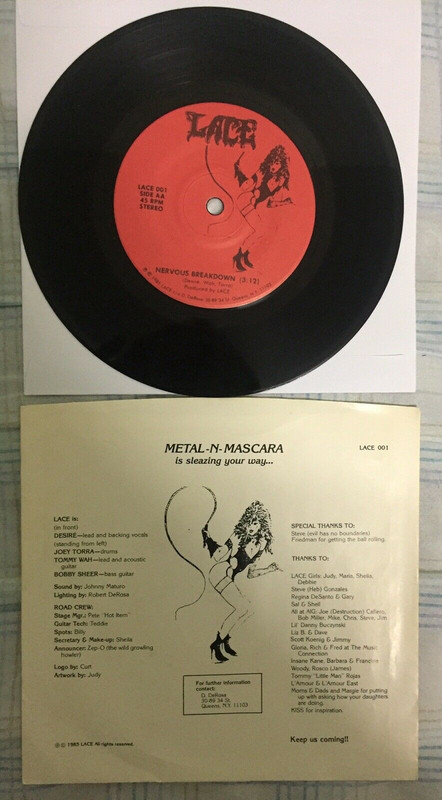 LACE
LACE 001
SIDE AA
45 RPM
STEREO
NERVOUS BREAKDOWN (3:12)
Produced by LACE
METAL-N-MASCARA
is sleazing your way...
LACE 001
LACE is:
(in front)
DESIRE—lead and backing vocals
(standing from left)
JOEY TORRA—drums
TOMMY WAH—lead and acoustic
guitar
BOBBY SHEER—bass guitar
Sound by: Johnny Maturo
Lighting by: Robert DeRosa
ROAD CREW:
Stage Mgr.: Pete "Hot Item"
Guitar Tech: Teddie
Spots: Billy
Secretary & Make-up: Sheila
Announcer: Zep-O (the wild growling
howler)
Logo by: Curt
Artwork by: Judy
For further information
contact:
D. DeRosa
30-89 34 St.
Queens, N.Y. 11103
℗ © 1985 LACE All rights reserved.
SPECIAL THANKS TO:
Steve (evil has no boundaries)
Friedman for getting the ball rolling.
THANKS TO:
LACE Girls: Judy, Maria, Sheila,
Debbie
Steve (Heb) Gonzales
Regina DeSanto & Gary
Sal & Shell
All at AKG: Joe (Destruction) Cafiero,
Bob Miller, Mike, Chris, Steve, Jim
Lil' Danny Buczynski
Liz B. & Dave
Scott Koenig & Jimmy
Gloria, Rich & Fred at The Music
Connection
Insane Kane, Barbara & Francine
Woody, Rosco (James)
Tommy "Little Man" Rojas
L'Amour & L'Amour East
Moms & Dads and Margie for putting
up with asking how your daughters
are doing.
KISS for inspiration.
Keep us coming!!